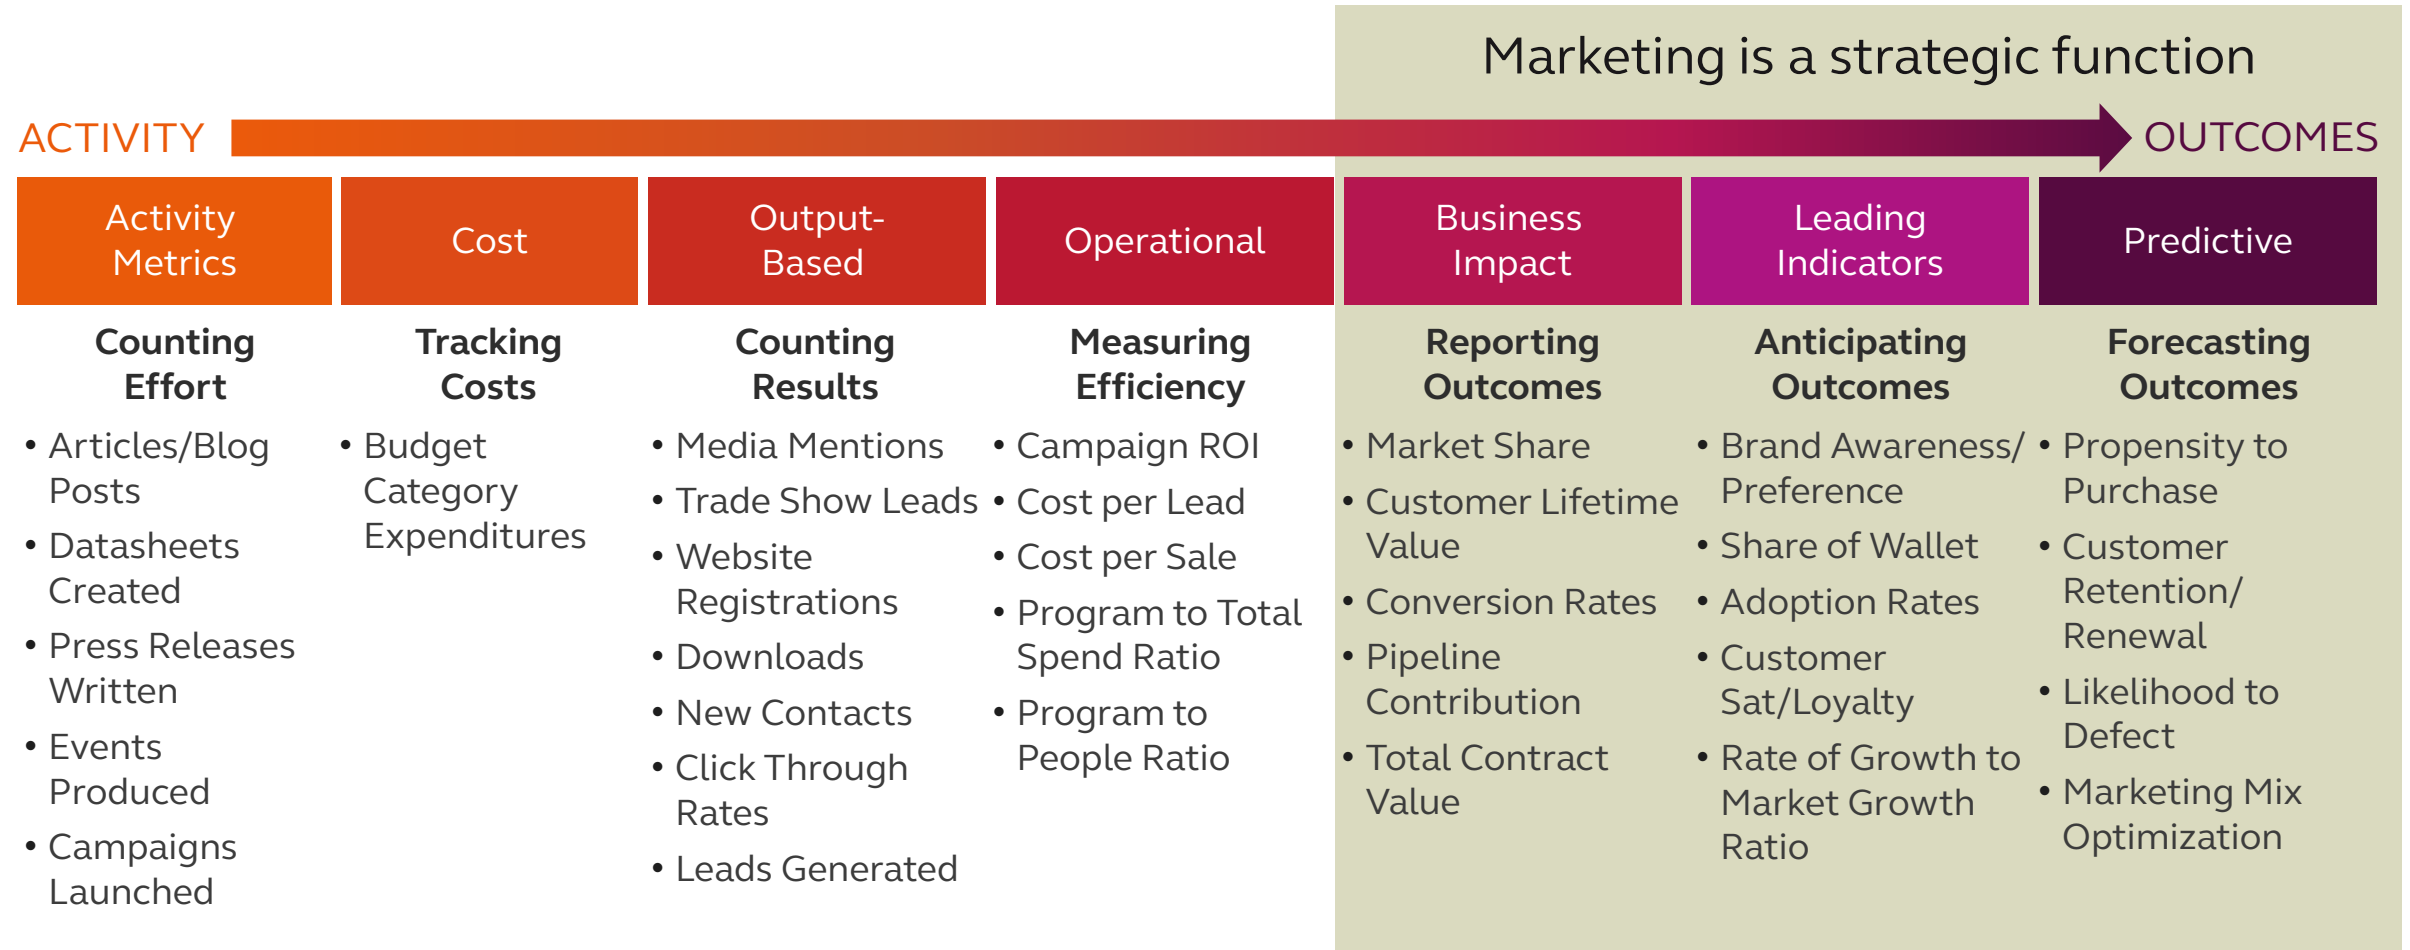 Marketing is a strategic function
ACTIVITY
OUTCOMES
Activity
Metrics
Cost
Output-
Based
Operational
Business
Impact
Leading
Indicators
Predictive
Counting
Effort
• Articles/Blog
Posts
• Datasheets
Created
• Press Releases
Written
• Events
Produced
• Campaigns
Launched
Tracking
Costs
• Budget
Category
Expenditures
Counting
Results
• Media Mentions
• Trade Show Leads
• Website
Registrations
• Downloads
• New Contacts
• Click Through
Rates
• Leads Generated
Measuring
Efficiency
• Campaign ROI
• Cost per Lead
• Cost per Sale
• Program to Total
Spend Ratio
• Program to
People Ratio
Reporting
Outcomes
• Market Share
• Customer Lifetime
Value
• Conversion Rates
• Pipeline
Contribution
• Total Contract
Value
Anticipating
Outcomes
• Brand Awareness/
Preference
• Share of Wallet
• Adoption Rates
• Customer
Sat/Loyalty
• Rate of Growth to
Market Growth
Ratio
Forecasting
Outcomes
• Propensity to
Purchase
• Customer
Retention/
Renewal
• Likelihood to
Defect
• Marketing Mix
Optimization